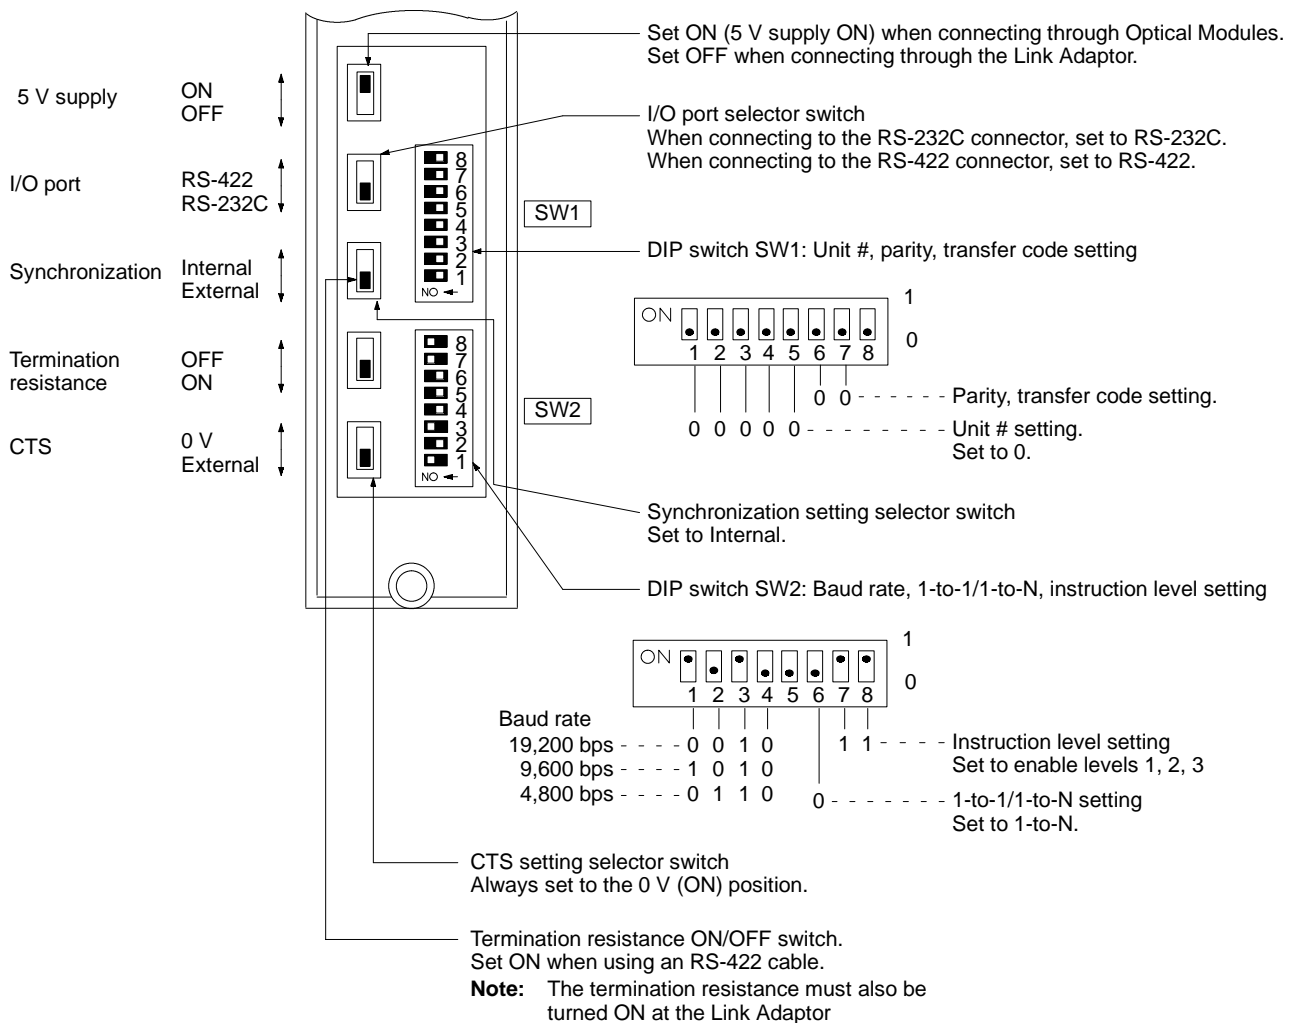 Set ON (5 V supply ON) when connecting through Optical Modules.
Set OFF when connecting through the Link Adaptor.
5 V supply
ON
OFF
I/O port selector switch
When connecting to the RS-232C connector, set to RS-232C.
When connecting to the RS-422 connector, set to RS-422.
I/O port
RS-422
RS-232C
8
7
6
5
4
3
2
1
NO
SW1
DIP switch SW1: Unit #, parity, transfer code setting
Synchronization
Internal
External
ON
1
0
1 2 3 4 5 6 7 8
0 0 - - - - - Parity, transfer code setting.
0 0 0 0 0 - - - - - - - - Unit # setting.
Set to 0.
Termination
resistance
OFF
ON
8
7
6
5
4
3
2
1
NO
SW2
CTS
0 V
External
Synchronization setting selector switch
Set to Internal.
DIP switch SW2: Baud rate, 1-to-1/1-to-N, instruction level setting
ON
1
0
1 2 3 4 5 6 7 8
Baud rate
19,200 bps - - - - 0 0 1 0
9,600 bps - - - - 1 0 1 0
4,800 bps - - - - 0 1 1 0
1 1 - - - - Instruction level setting
Set to enable levels 1, 2, 3
0 - - - - - - - 1-to-1/1-to-N setting
Set to 1-to-N.
CTS setting selector switch
Always set to the 0 V (ON) position.
Termination resistance ON/OFF switch.
Set ON when using an RS-422 cable.
Note: The termination resistance must also be
turned ON at the Link Adaptor